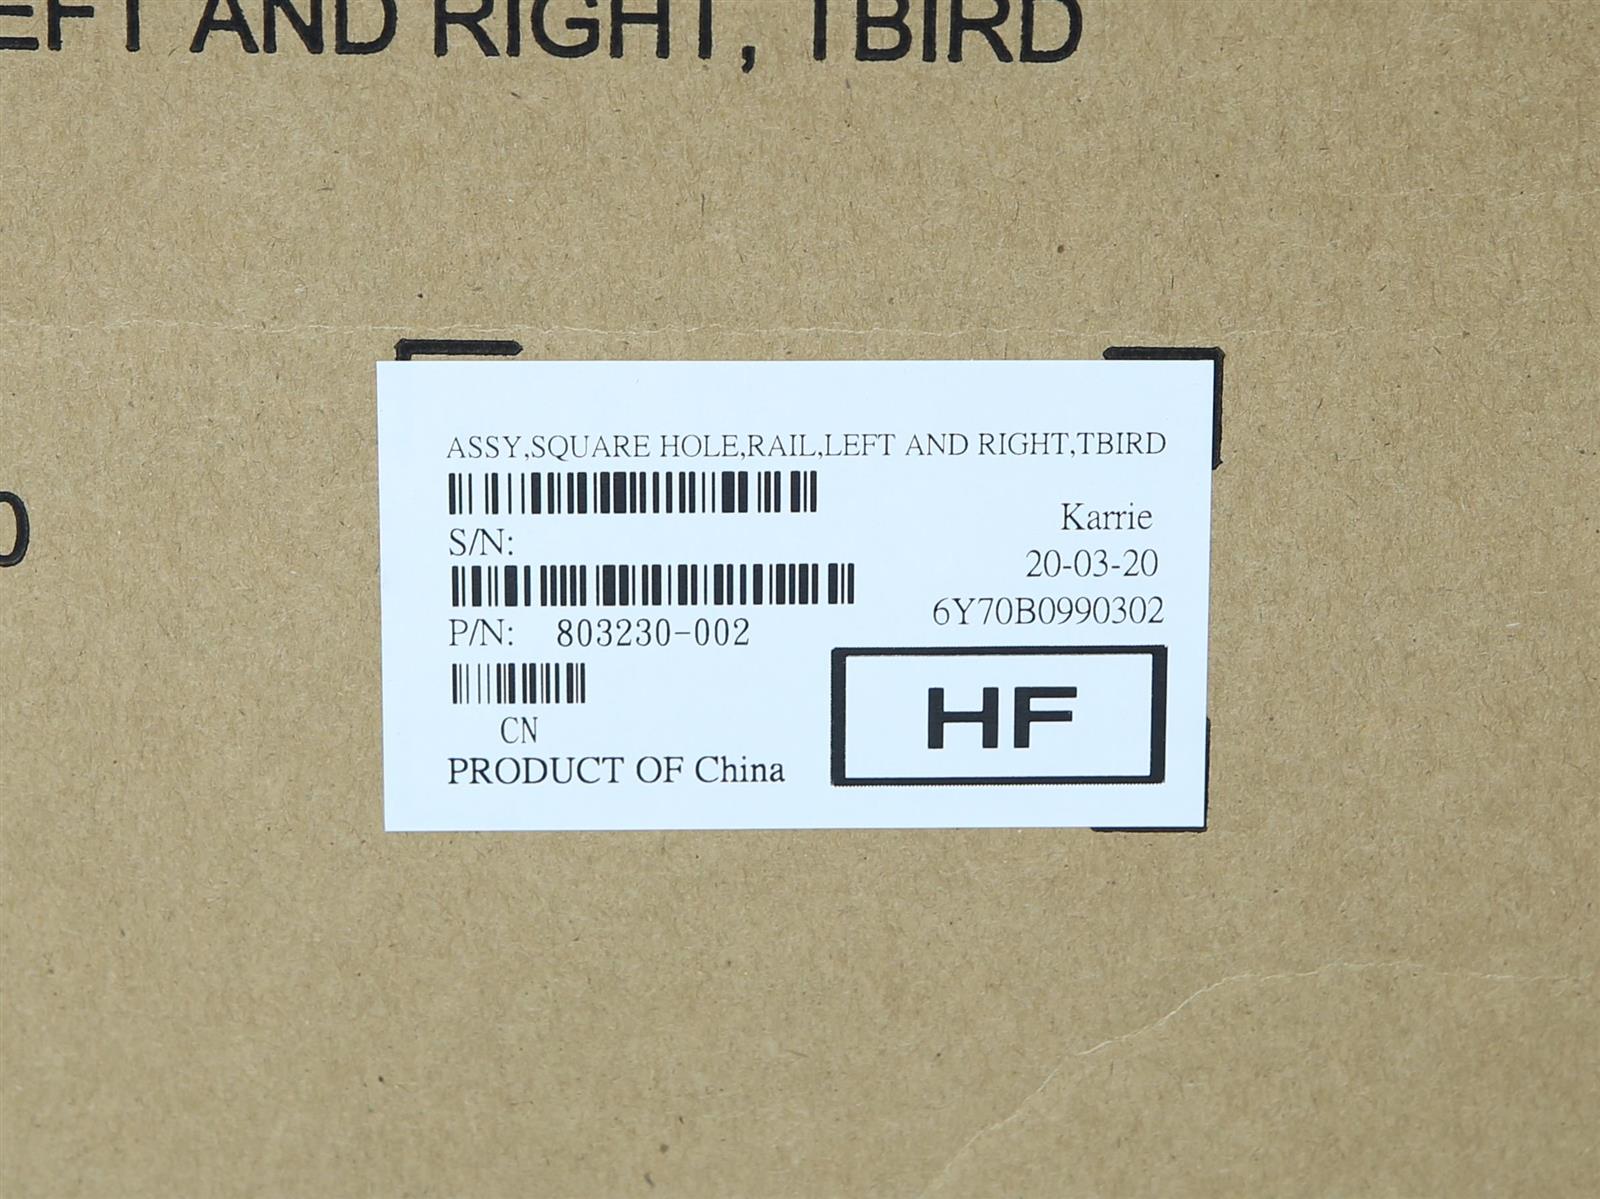 EFT AND RIGHT, TBIRD
ASSY,SQUARE HOLE,RAIL,LEFT AND RIGHT,TBIRD
Karrie
S/N:
20-03-20
6Y70B0990302
P/N: 803230-002
HF
CN
PRODUCT OF China